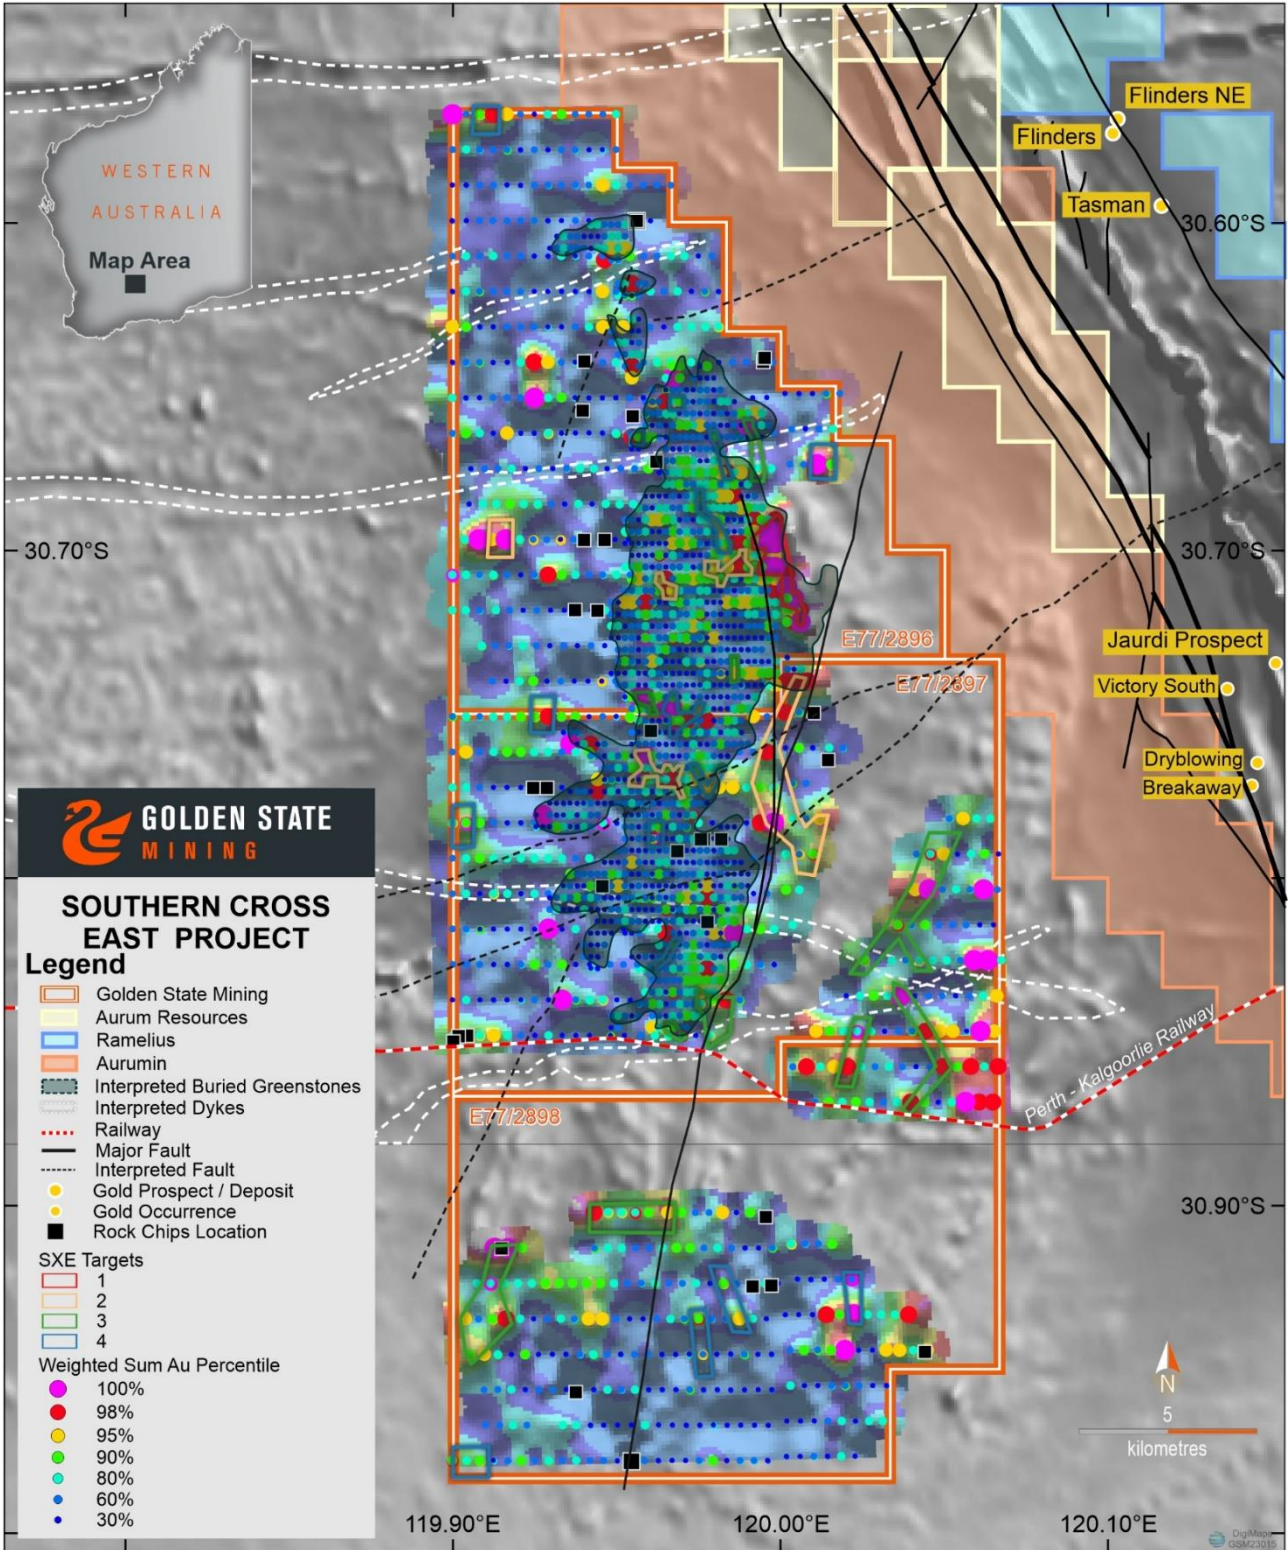 WESTERN
AUSTRALIA
Map Area
Flinders NE
Flinders
Tasman
30.60°S
30.70°S
30.70°S
E77/2896
E77/2897
Jaurdi Prospect
Victory South
Dryblowing
Breakaway
GOLDEN STATE
MINING
SOUTHERN CROSS
EAST PROJECT
Legend
Golden State Mining
Aurum Resources
Ramelius
Aurumin
Interpreted Buried Greenstones
Interpreted Dykes
Railway
Major Fault
Interpreted Fault
Gold Prospect / Deposit
Gold Occurrence
Rock Chips Location
SXE Targets
1
2
3
4
Weighted Sum Au Percentile
100%
98%
95%
90%
80%
60%
30%
Perth - Kalgoorlie Railway
E77/2898
30.90°S
N
5
kilometres
119.90°E
120.00°E
120.10°E
DigiMaps
GSM23015